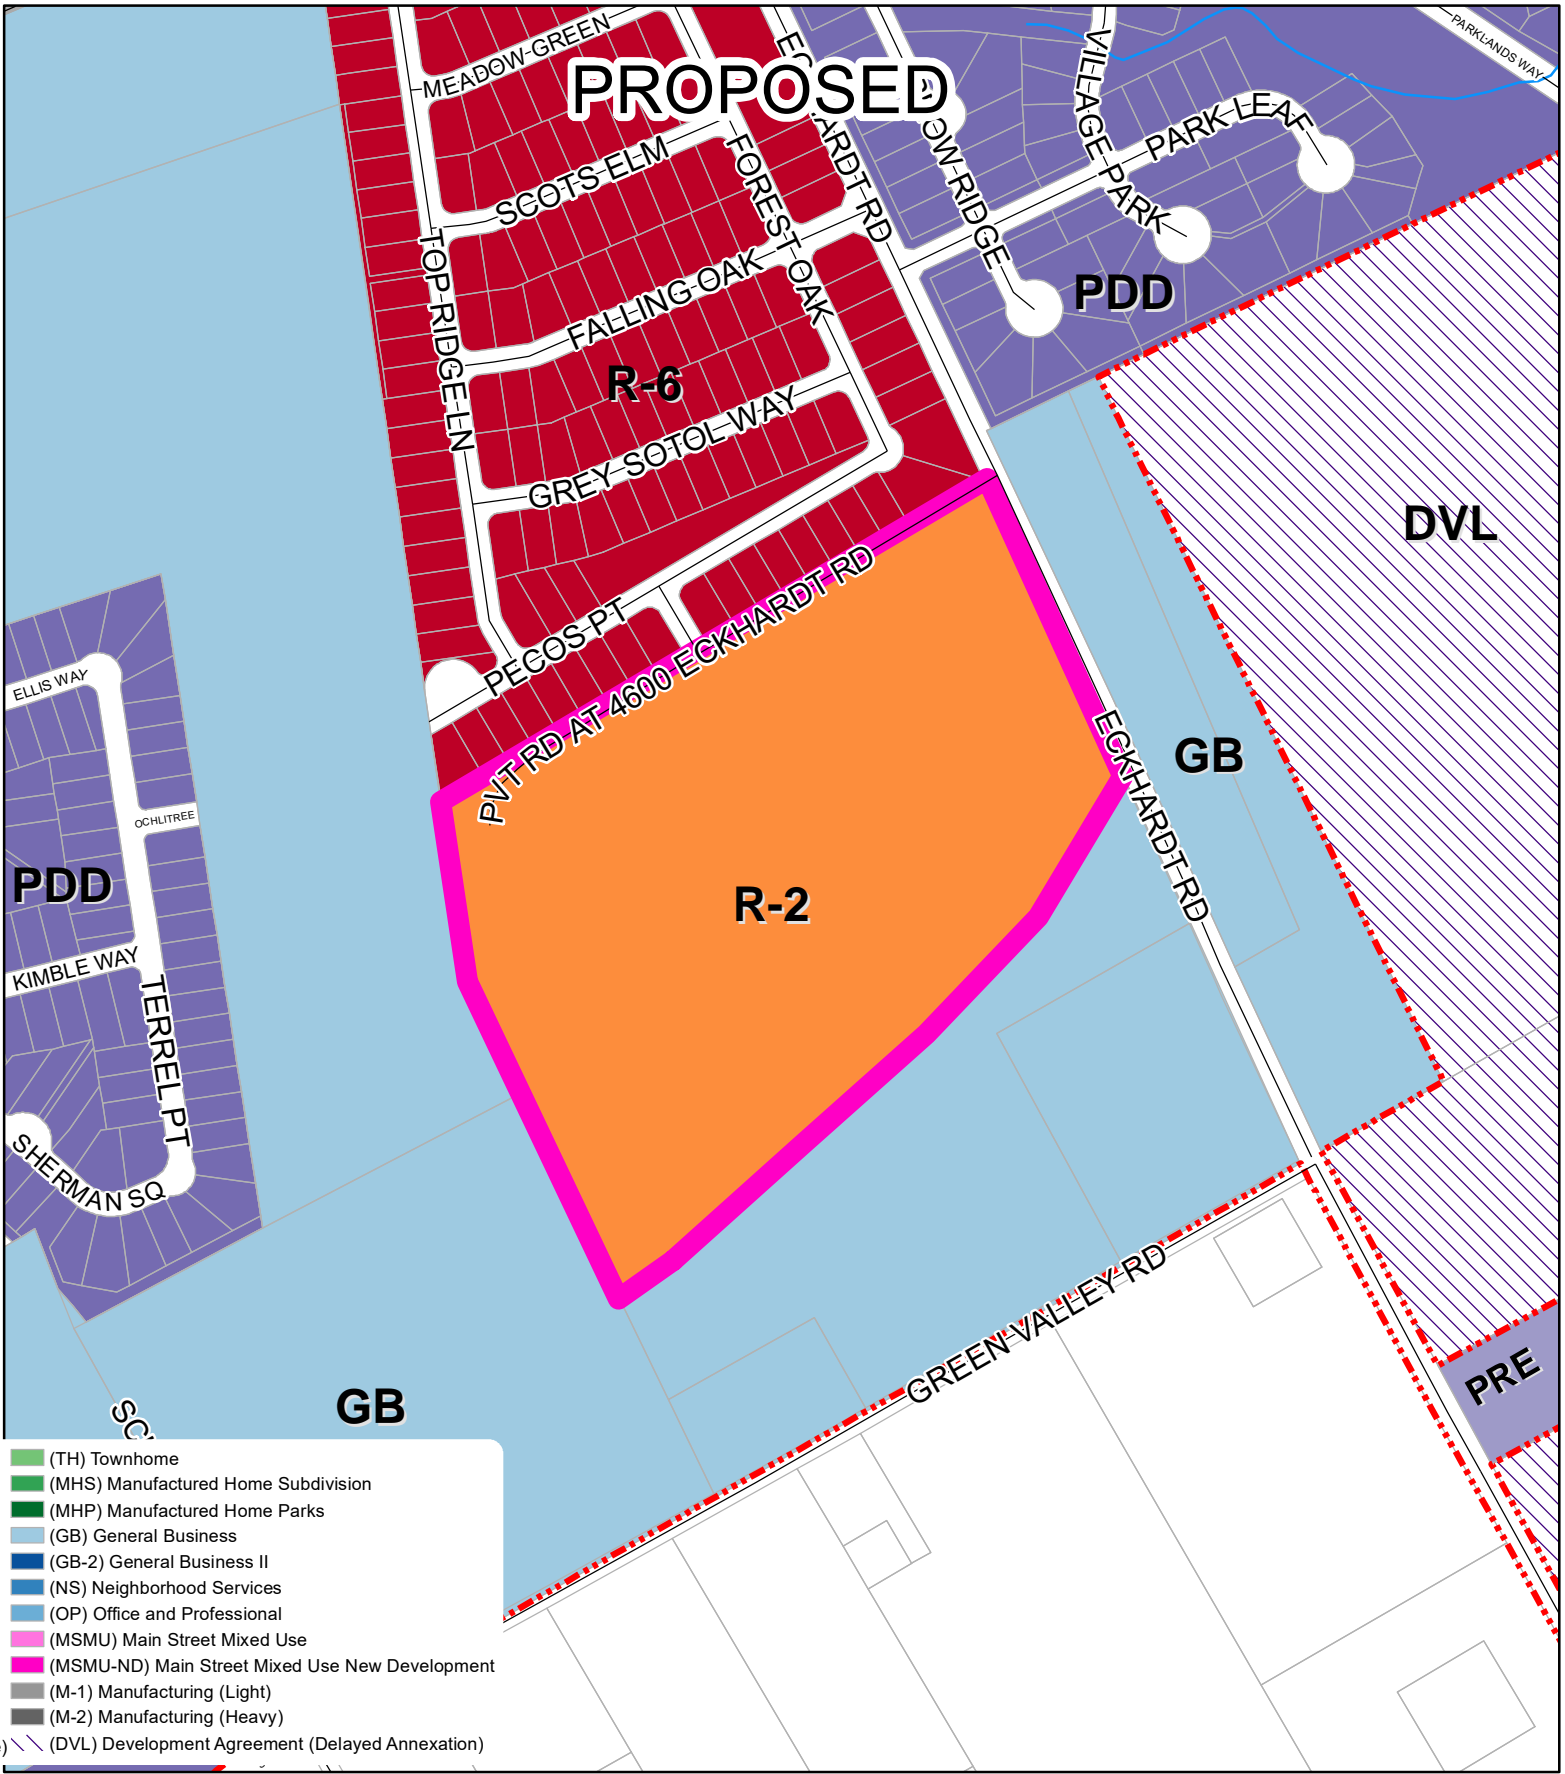 PROPOSED
MEADOW GREEN
PARKLANDS WAY
VILLAGE PARK
PARK LEAF
ECKHARDT RD
SCOTS ELM
FOREST OAK
TOP RIDGE LN
FALLING OAK
PDD
R-6
GREY SOTOL WAY
DVL
PECOS PT
PVT RD AT 4600 ECKHARDT RD
ELLIS WAY
OCHLITREE
PDD
R-2
GB
ECKHARDT RD
KIMBLE WAY
TERREL PT
SHERMAN SQ
GREEN VALLEY RD
PRE
GB
(TH) Townhome
(MHS) Manufactured Home Subdivision
(MHP) Manufactured Home Parks
(GB) General Business
(GB-2) General Business II
(NS) Neighborhood Services
(OP) Office and Professional
(MSMU) Main Street Mixed Use
(MSMU-ND) Main Street Mixed Use New Development
(M-1) Manufacturing (Light)
(M-2) Manufacturing (Heavy)
(DVL) Development Agreement (Delayed Annexation)